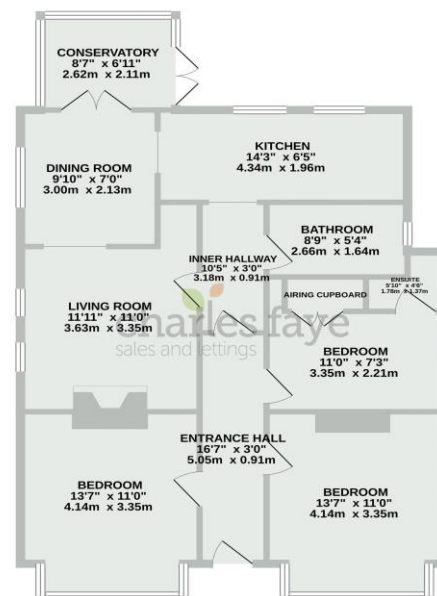 CONSERVATORY
8'7" x 6'11"
2.62m x 2.11m
DINING ROOM
9'10" x 7'0"
3.00m x 2.13m
KITCHEN
14'3" x 6'5"
4.34m x 1.96m
BATHROOM
8'9" x 5'4"
2.66m x 1.64m
INNER HALLWAY
10'5" x 3'0"
3.18m x 0.91m
ENSUITE
5'10" x 4'6"
1.78m x 1.37m
AIRING CUPBOARD
LIVING ROOM
11'11" x 11'0"
3.63m x 3.35m
charles faye
sales and lettings
BEDROOM
11'0" x 7'3"
3.35m x 2.21m
ENTRANCE HALL
16'7" x 3'0"
5.05m x 0.91m
BEDROOM
13'7" x 11'0"
4.14m x 3.35m
BEDROOM
13'7" x 11'0"
4.14m x 3.35m